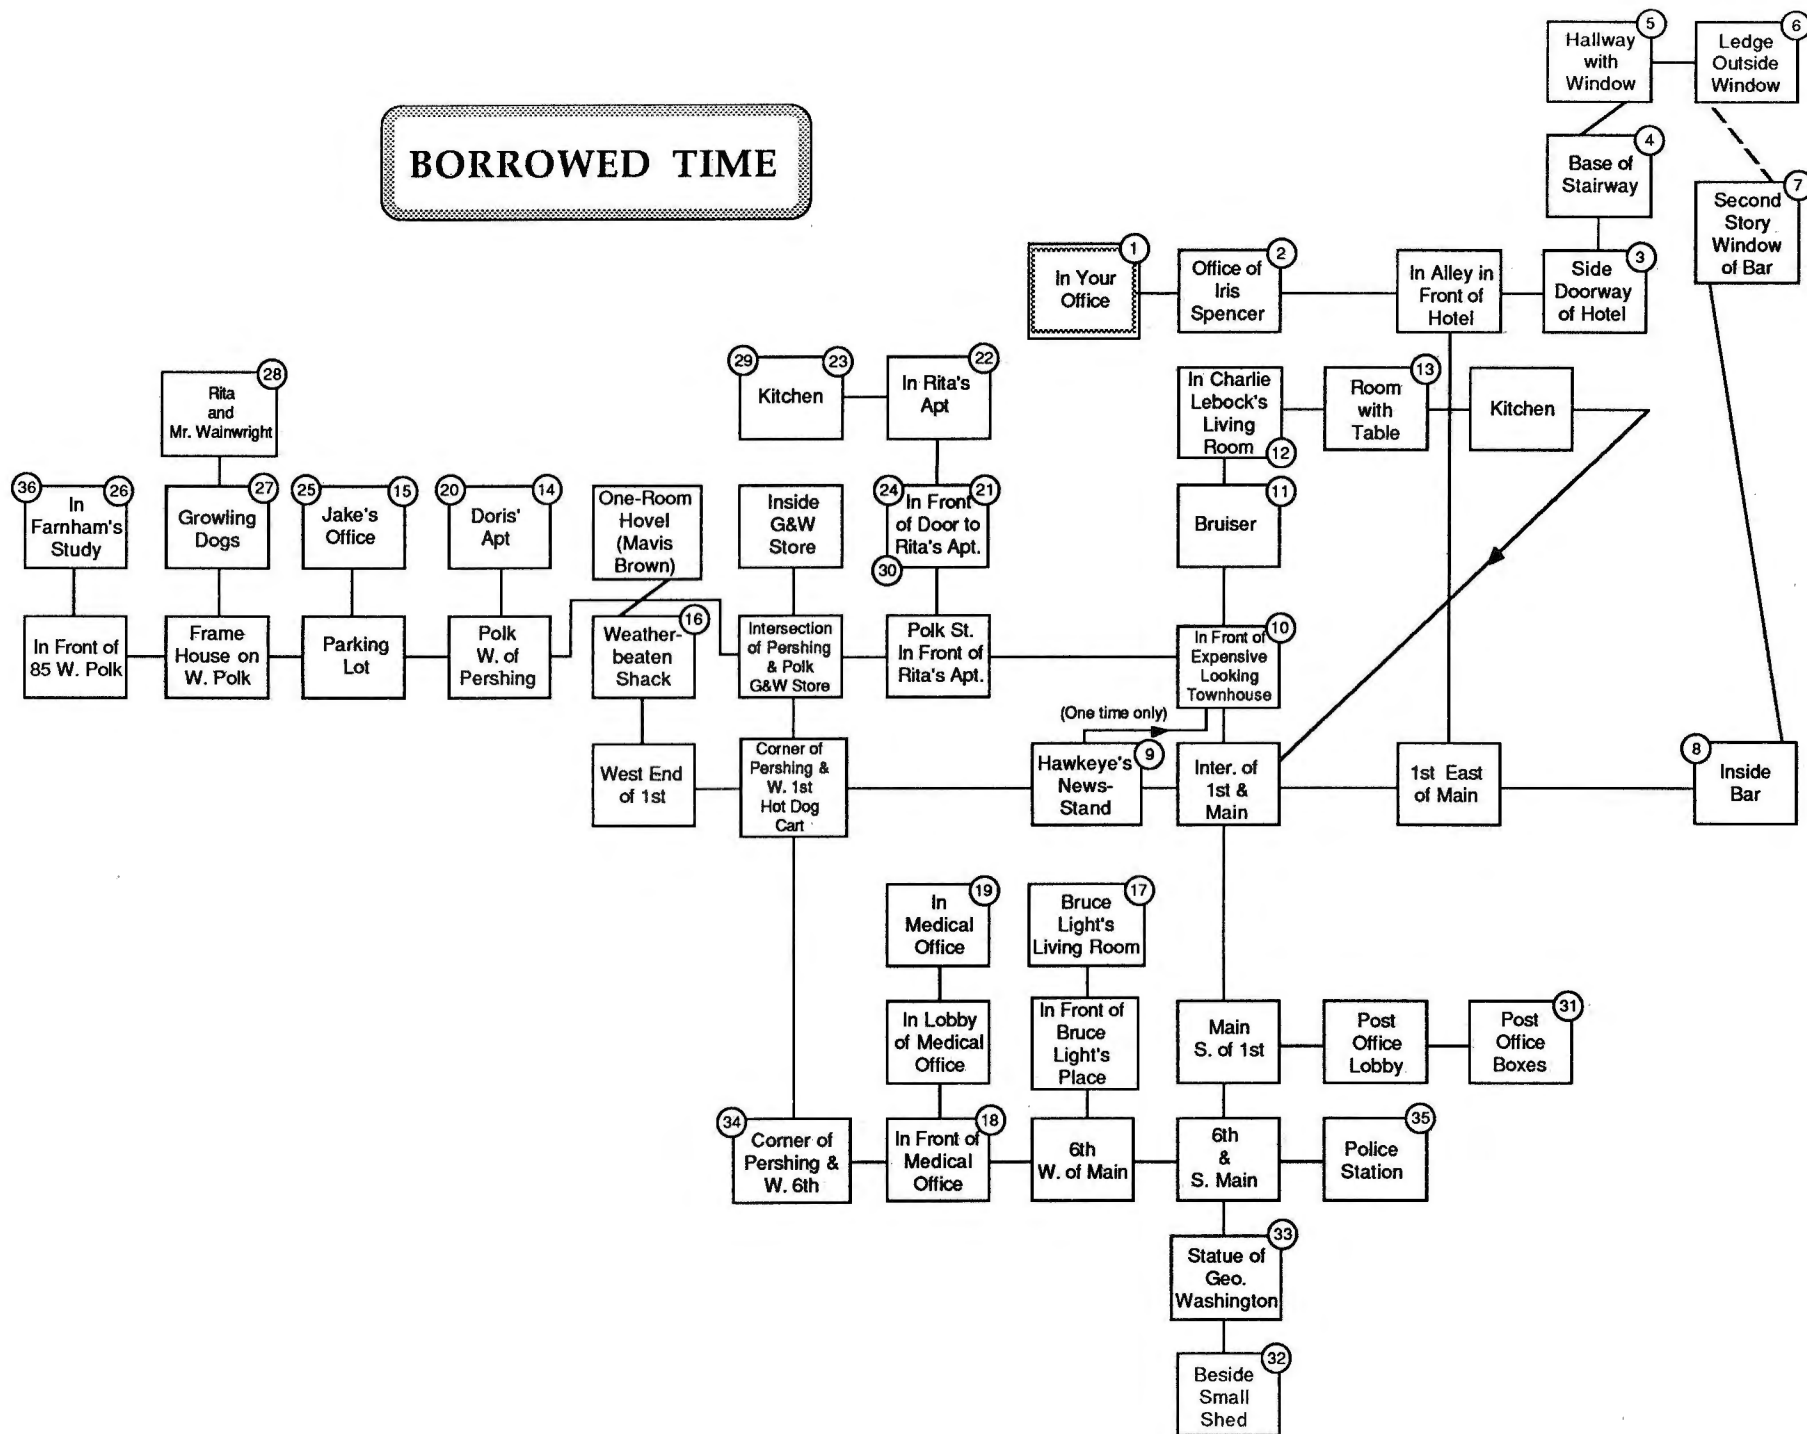 BORROWED TIME
5
Hallway
with
Window
6
Ledge
Outside
Window
4
Base of
Stairway
7
Second
Story
Window
of Bar
1
In Your
Office
2
Office of
Iris
Spencer
In Alley in
Front of
Hotel
3
Side
Doorway
of Hotel
28
Rita
and
Mr. Wainwright
29
23
Kitchen
22
In Rita's
Apt
In Charlie
Lebock's
Living
Room
12
13
Room
with
Table
Kitchen
36
26
In
Farnham's
Study
27
Growling
Dogs
25
15
Jake's
Office
20
14
Doris'
Apt
One-Room
Hovel
(Mavis
Brown)
Inside
G&W
Store
24
21
In Front
of Door to
Rita's Apt.
30
11
Bruiser
In Front of
85 W. Polk
Frame
House on
W. Polk
Parking
Lot
Polk
W. of
Pershing
16
Weather-
beaten
Shack
Intersection
of Pershing
& Polk
G&W Store
Polk St.
In Front of
Rita's Apt.
10
In Front of
Expensive
Looking
Townhouse
(One time only)
West End
of 1st
Corner of
Pershing &
W. 1st
Hot Dog
Cart
9
Hawkeye's
News-
Stand
Inter. of
1st &
Main
1st East
of Main
8
Inside
Bar
19
In
Medical
Office
17
Bruce
Light's
Living Room
In Lobby
of Medical
Office
In Front of
Bruce
Light's
Place
Main
S. of 1st
Post
Office
Lobby
31
Post
Office
Boxes
34
Corner of
Pershing &
W. 6th
18
In Front of
Medical
Office
6th
W. of Main
6th
&
S. Main
35
Police
Station
33
Statue of
Geo.
Washington
32
Beside
Small
Shed